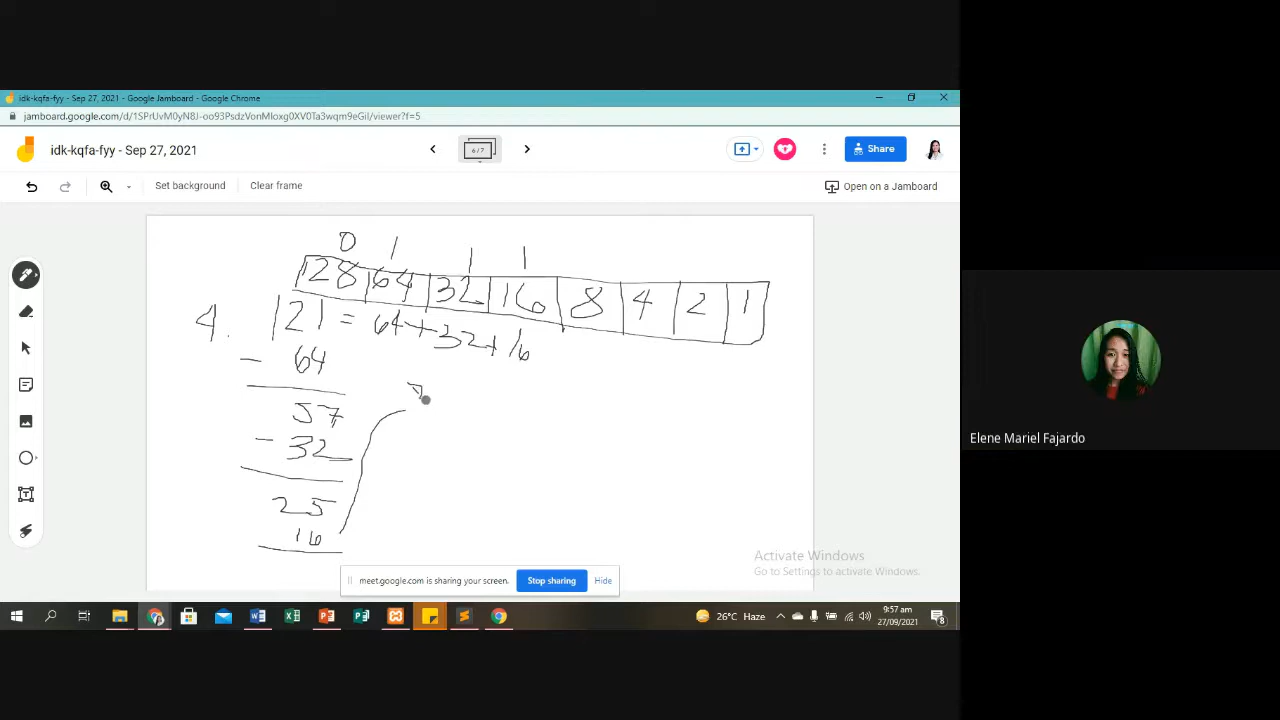 idk-kqfa-fyy - Sep 27, 2021 - Google Jamboard - Google Chrome
jamboard.google.com/d/1SPrUvM0yN8J-oo93PsdzVonMIoxg0XV0Ta3wqm9eGiI/viewer?f=5
idk-kqfa-fyy - Sep 27, 2021
6/7
Share
Set background
Clear frame
Open on a Jamboard
0 1 1 1
128 64 32 16 8 4 2 1
4. 121 = 64+32+16
- 64
57
- 32
25
16
Elene Mariel Fajardo
Activate Windows
Go to Settings to activate Windows.
meet.google.com is sharing your screen.
Stop sharing
Hide
26°C Haze
9:57 am
27/09/2021
8